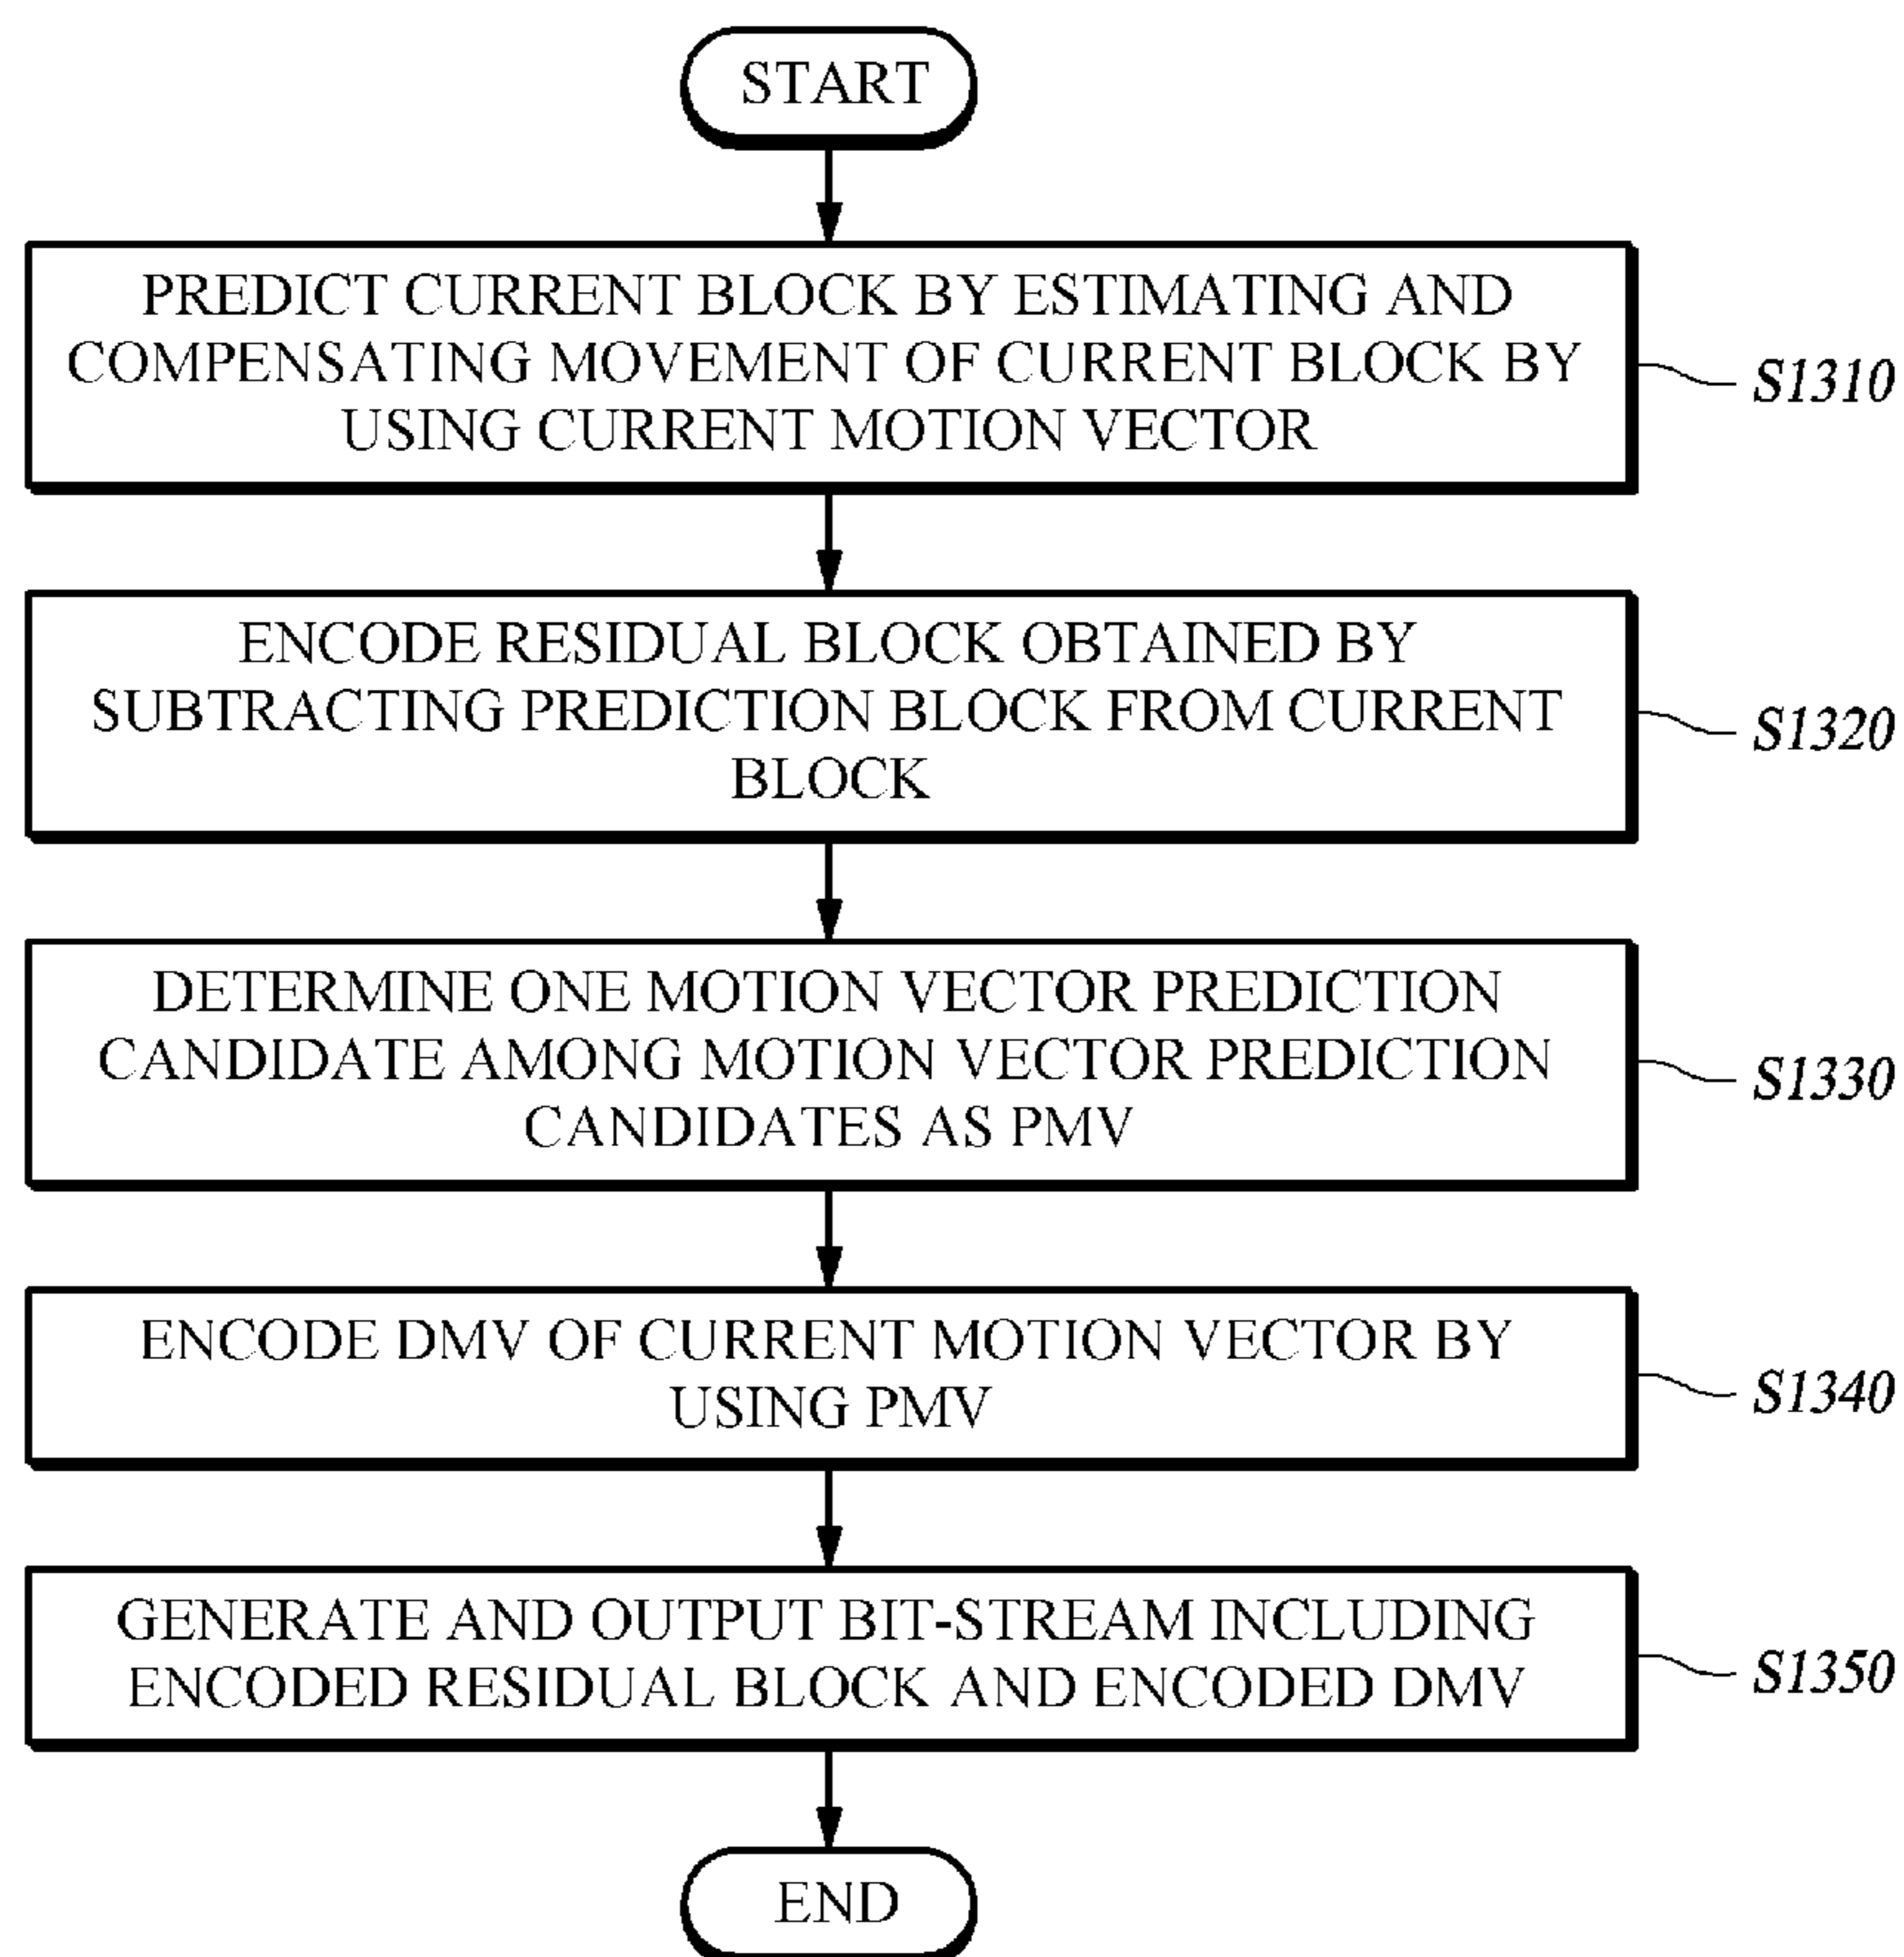 START
PREDICT CURRENT BLOCK BY ESTIMATING AND
COMPENSATING MOVEMENT OF CURRENT BLOCK BY
USING CURRENT MOTION VECTOR
S1310
ENCODE RESIDUAL BLOCK OBTAINED BY
SUBTRACTING PREDICTION BLOCK FROM CURRENT
BLOCK
S1320
DETERMINE ONE MOTION VECTOR PREDICTION
CANDIDATE AMONG MOTION VECTOR PREDICTION
CANDIDATES AS PMV
S1330
ENCODE DMV OF CURRENT MOTION VECTOR BY
USING PMV
S1340
GENERATE AND OUTPUT BIT-STREAM INCLUDING
ENCODED RESIDUAL BLOCK AND ENCODED DMV
S1350
END